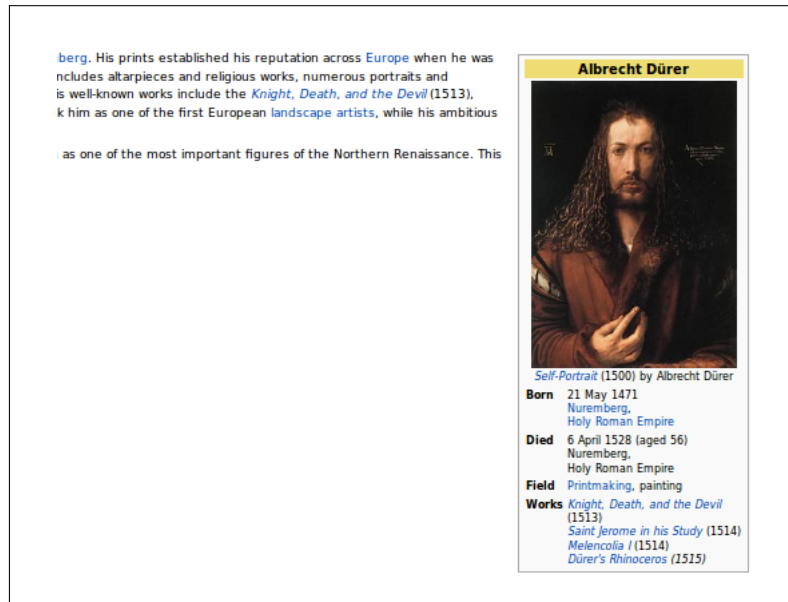 berg. His prints established his reputation across Europe when he was
ncludes altarpieces and religious works, numerous portraits and
is well-known works include the Knight, Death, and the Devil (1513),
k him as one of the first European landscape artists, while his ambitious
as one of the most important figures of the Northern Renaissance. This
Albrecht Dürer
Self-Portrait (1500) by Albrecht Dürer
Born 21 May 1471
Nuremberg,
Holy Roman Empire
Died 6 April 1528 (aged 56)
Nuremberg,
Holy Roman Empire
Field Printmaking, painting
Works Knight, Death, and the Devil
(1513)
Saint Jerome in his Study (1514)
Melencolia I (1514)
Dürer's Rhinoceros (1515)